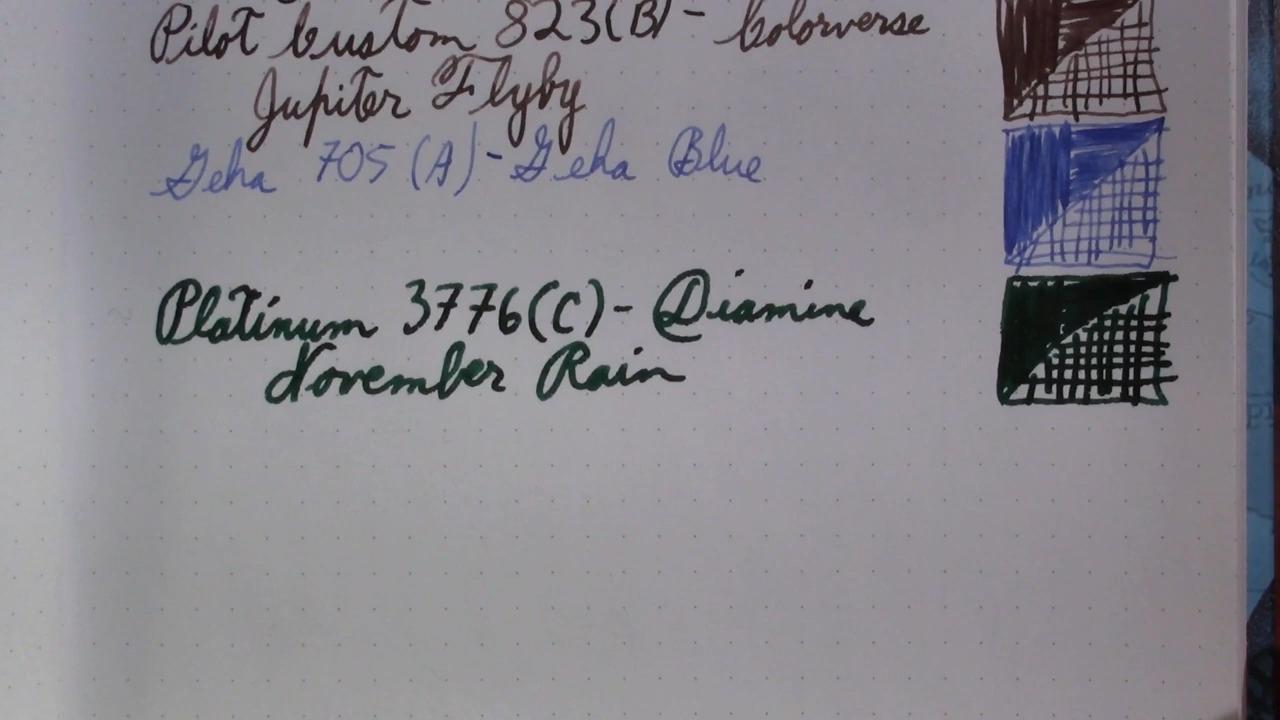 Pilot Custom 823(B) - Colorverse
Jupiter Flyby
Geha 705 (A) - Geha Blue
Platinum 3776(C) - Diamine
November Rain